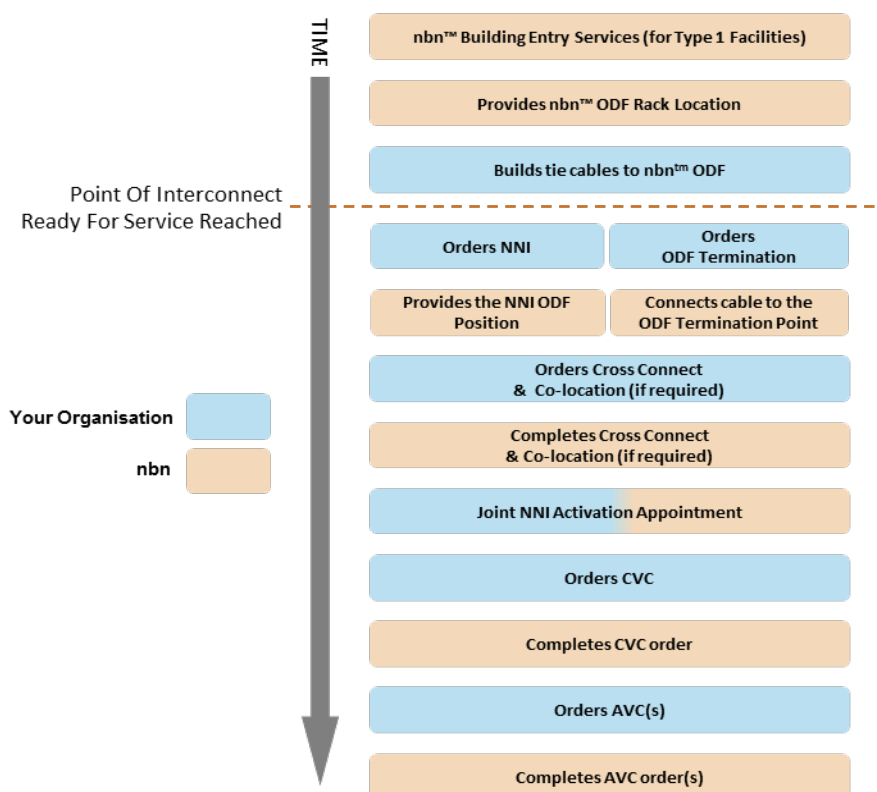 TIME
nbn™ Building Entry Services (for Type 1 Facilities)
Provides nbn™ ODF Rack Location
Builds tie cables to nbn™ ODF
Point Of Interconnect
Ready For Service Reached
Orders NNI
Orders
ODF Termination
Provides the NNI ODF
Position
Connects cable to the
ODF Termination Point
Orders Cross Connect
& Co-location (if required)
Your Organisation
nbn
Completes Cross Connect
& Co-location (if required)
Joint NNI Activation Appointment
Orders CVC
Completes CVC order
Orders AVC(s)
Completes AVC order(s)